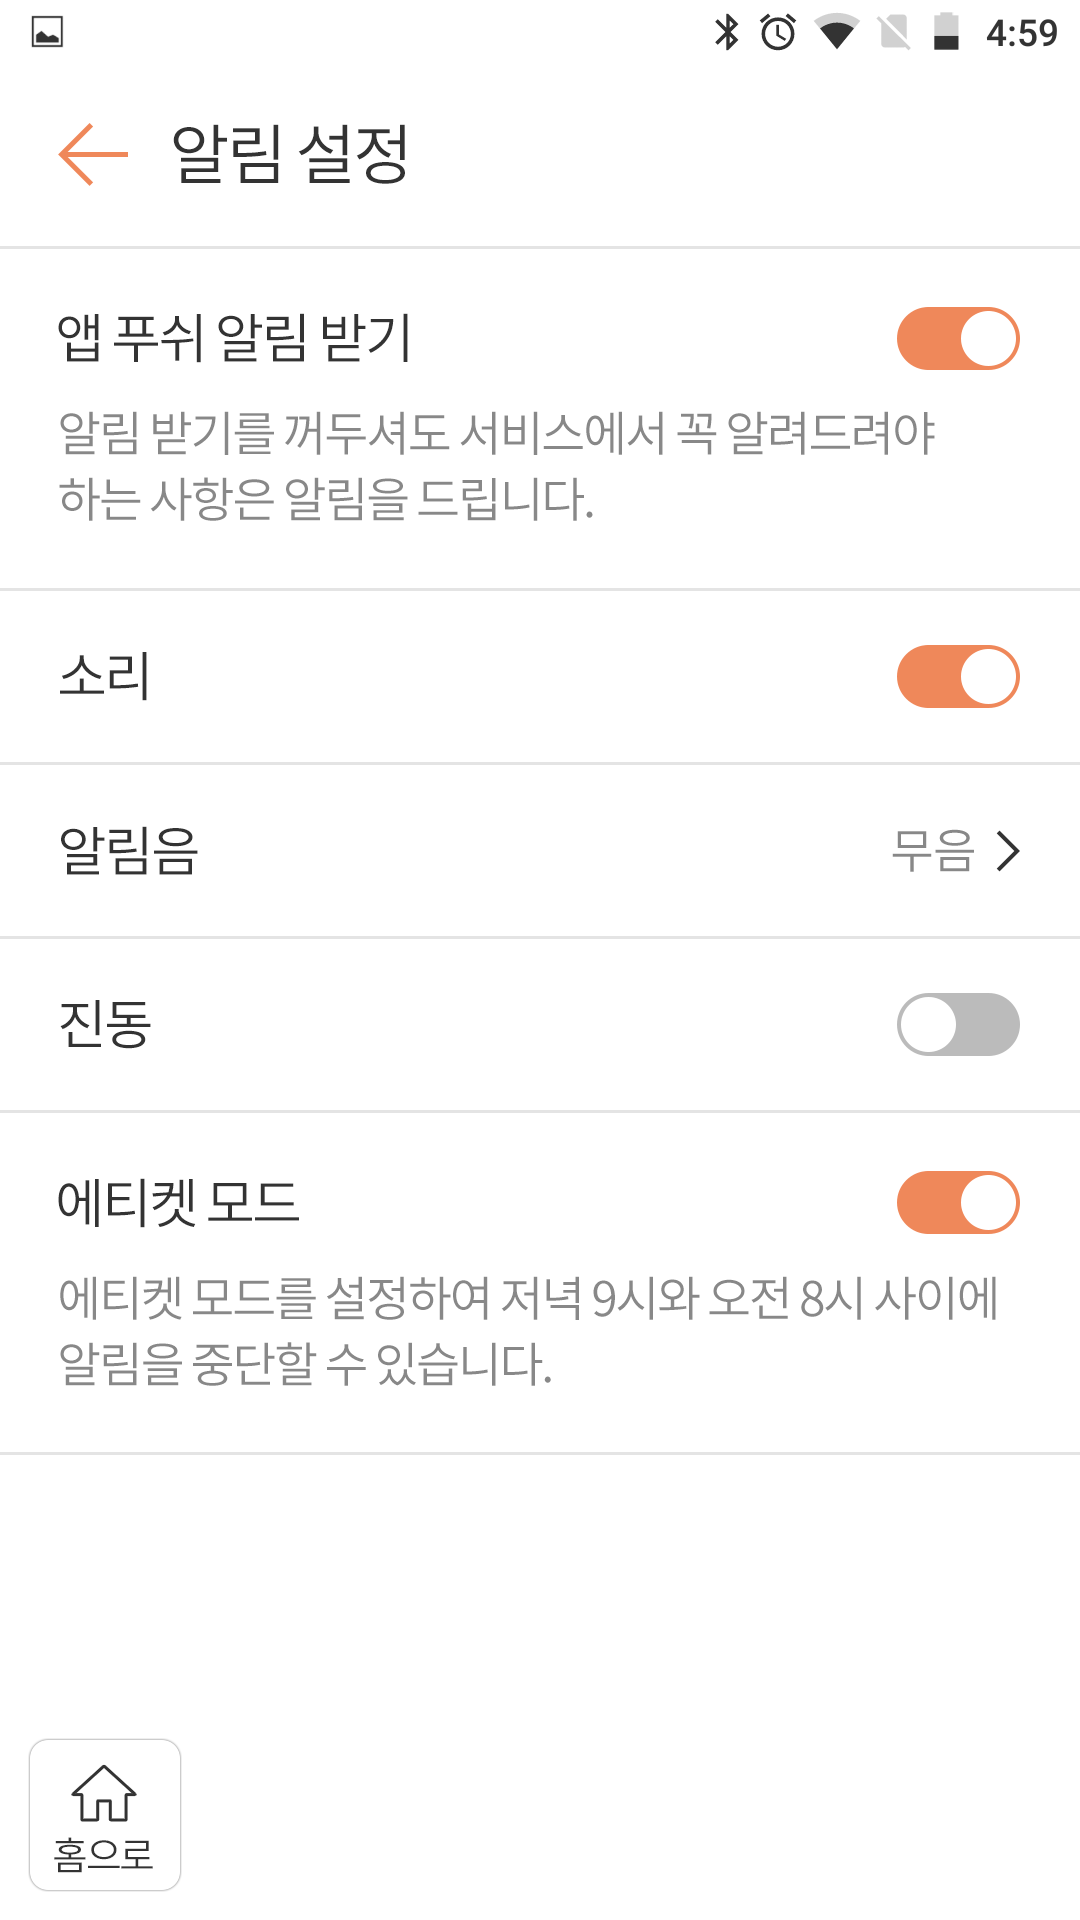 4:59
알림 설정
앱 푸쉬 알림 받기
알림 받기를 꺼두셔도 서비스에서 꼭 알려드려야
하는 사항은 알림을 드립니다.
소리
알림음 무음
진동
에티켓 모드
에티켓 모드를 설정하여 저녁 9시와 오전 8시 사이에
알림을 중단할 수 있습니다.
홈으로